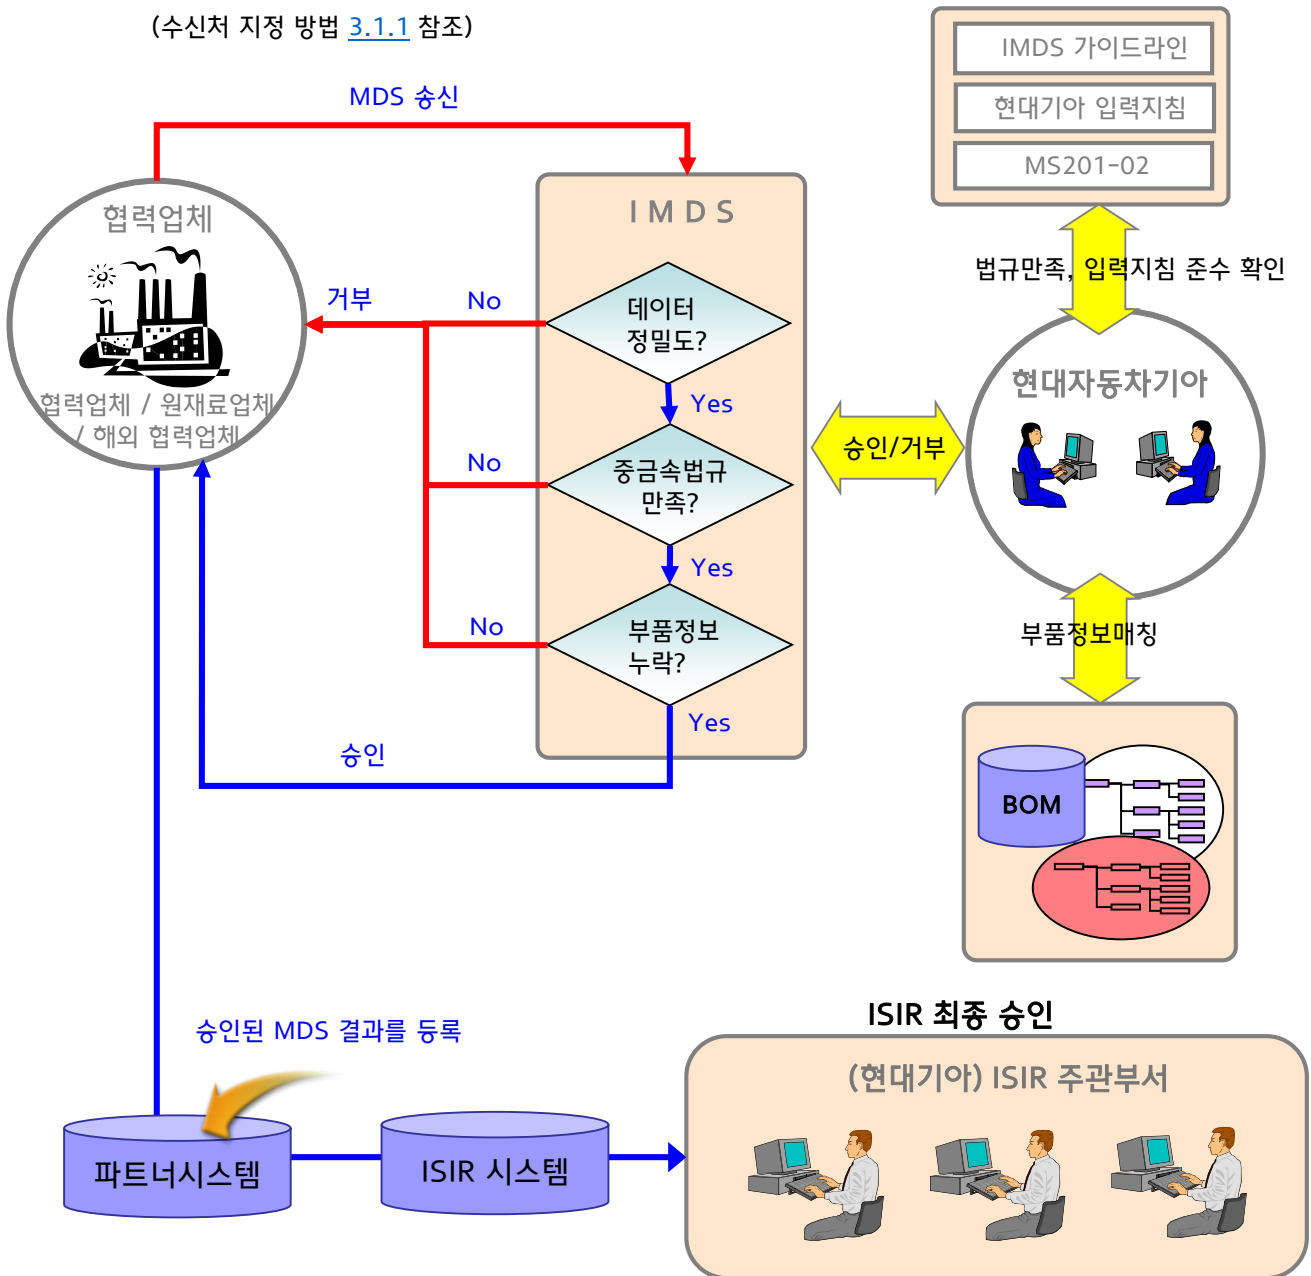 (수신처 지정 방법 3.1.1 참조)
MDS 송신
IMDS 가이드라인
현대기아 입력지침
MS201-02
협력업체
협력업체 / 원재료업체
/ 해외 협력업체
I M D S
거부
No
데이터
정밀도?
Yes
No
중금속법규
만족?
Yes
No
부품정보
누락?
Yes
승인
법규만족, 입력지침 준수 확인
현대자동차기아
승인/거부
부품정보매칭
BOM
승인된 MDS 결과를 등록
파트너시스템
ISIR 시스템
ISIR 최종 승인
(현대기아) ISIR 주관부서